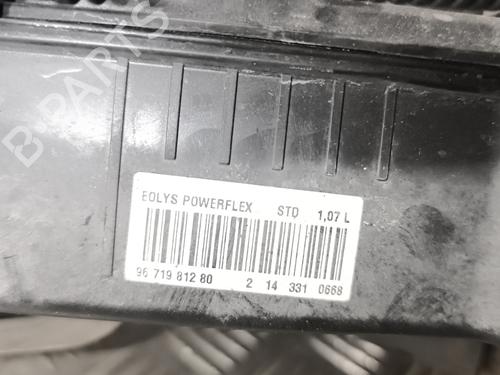 B PARTS
EOLYS POWERFLEX STD 1,07 L
96 719 812 80 2 14 331 0668